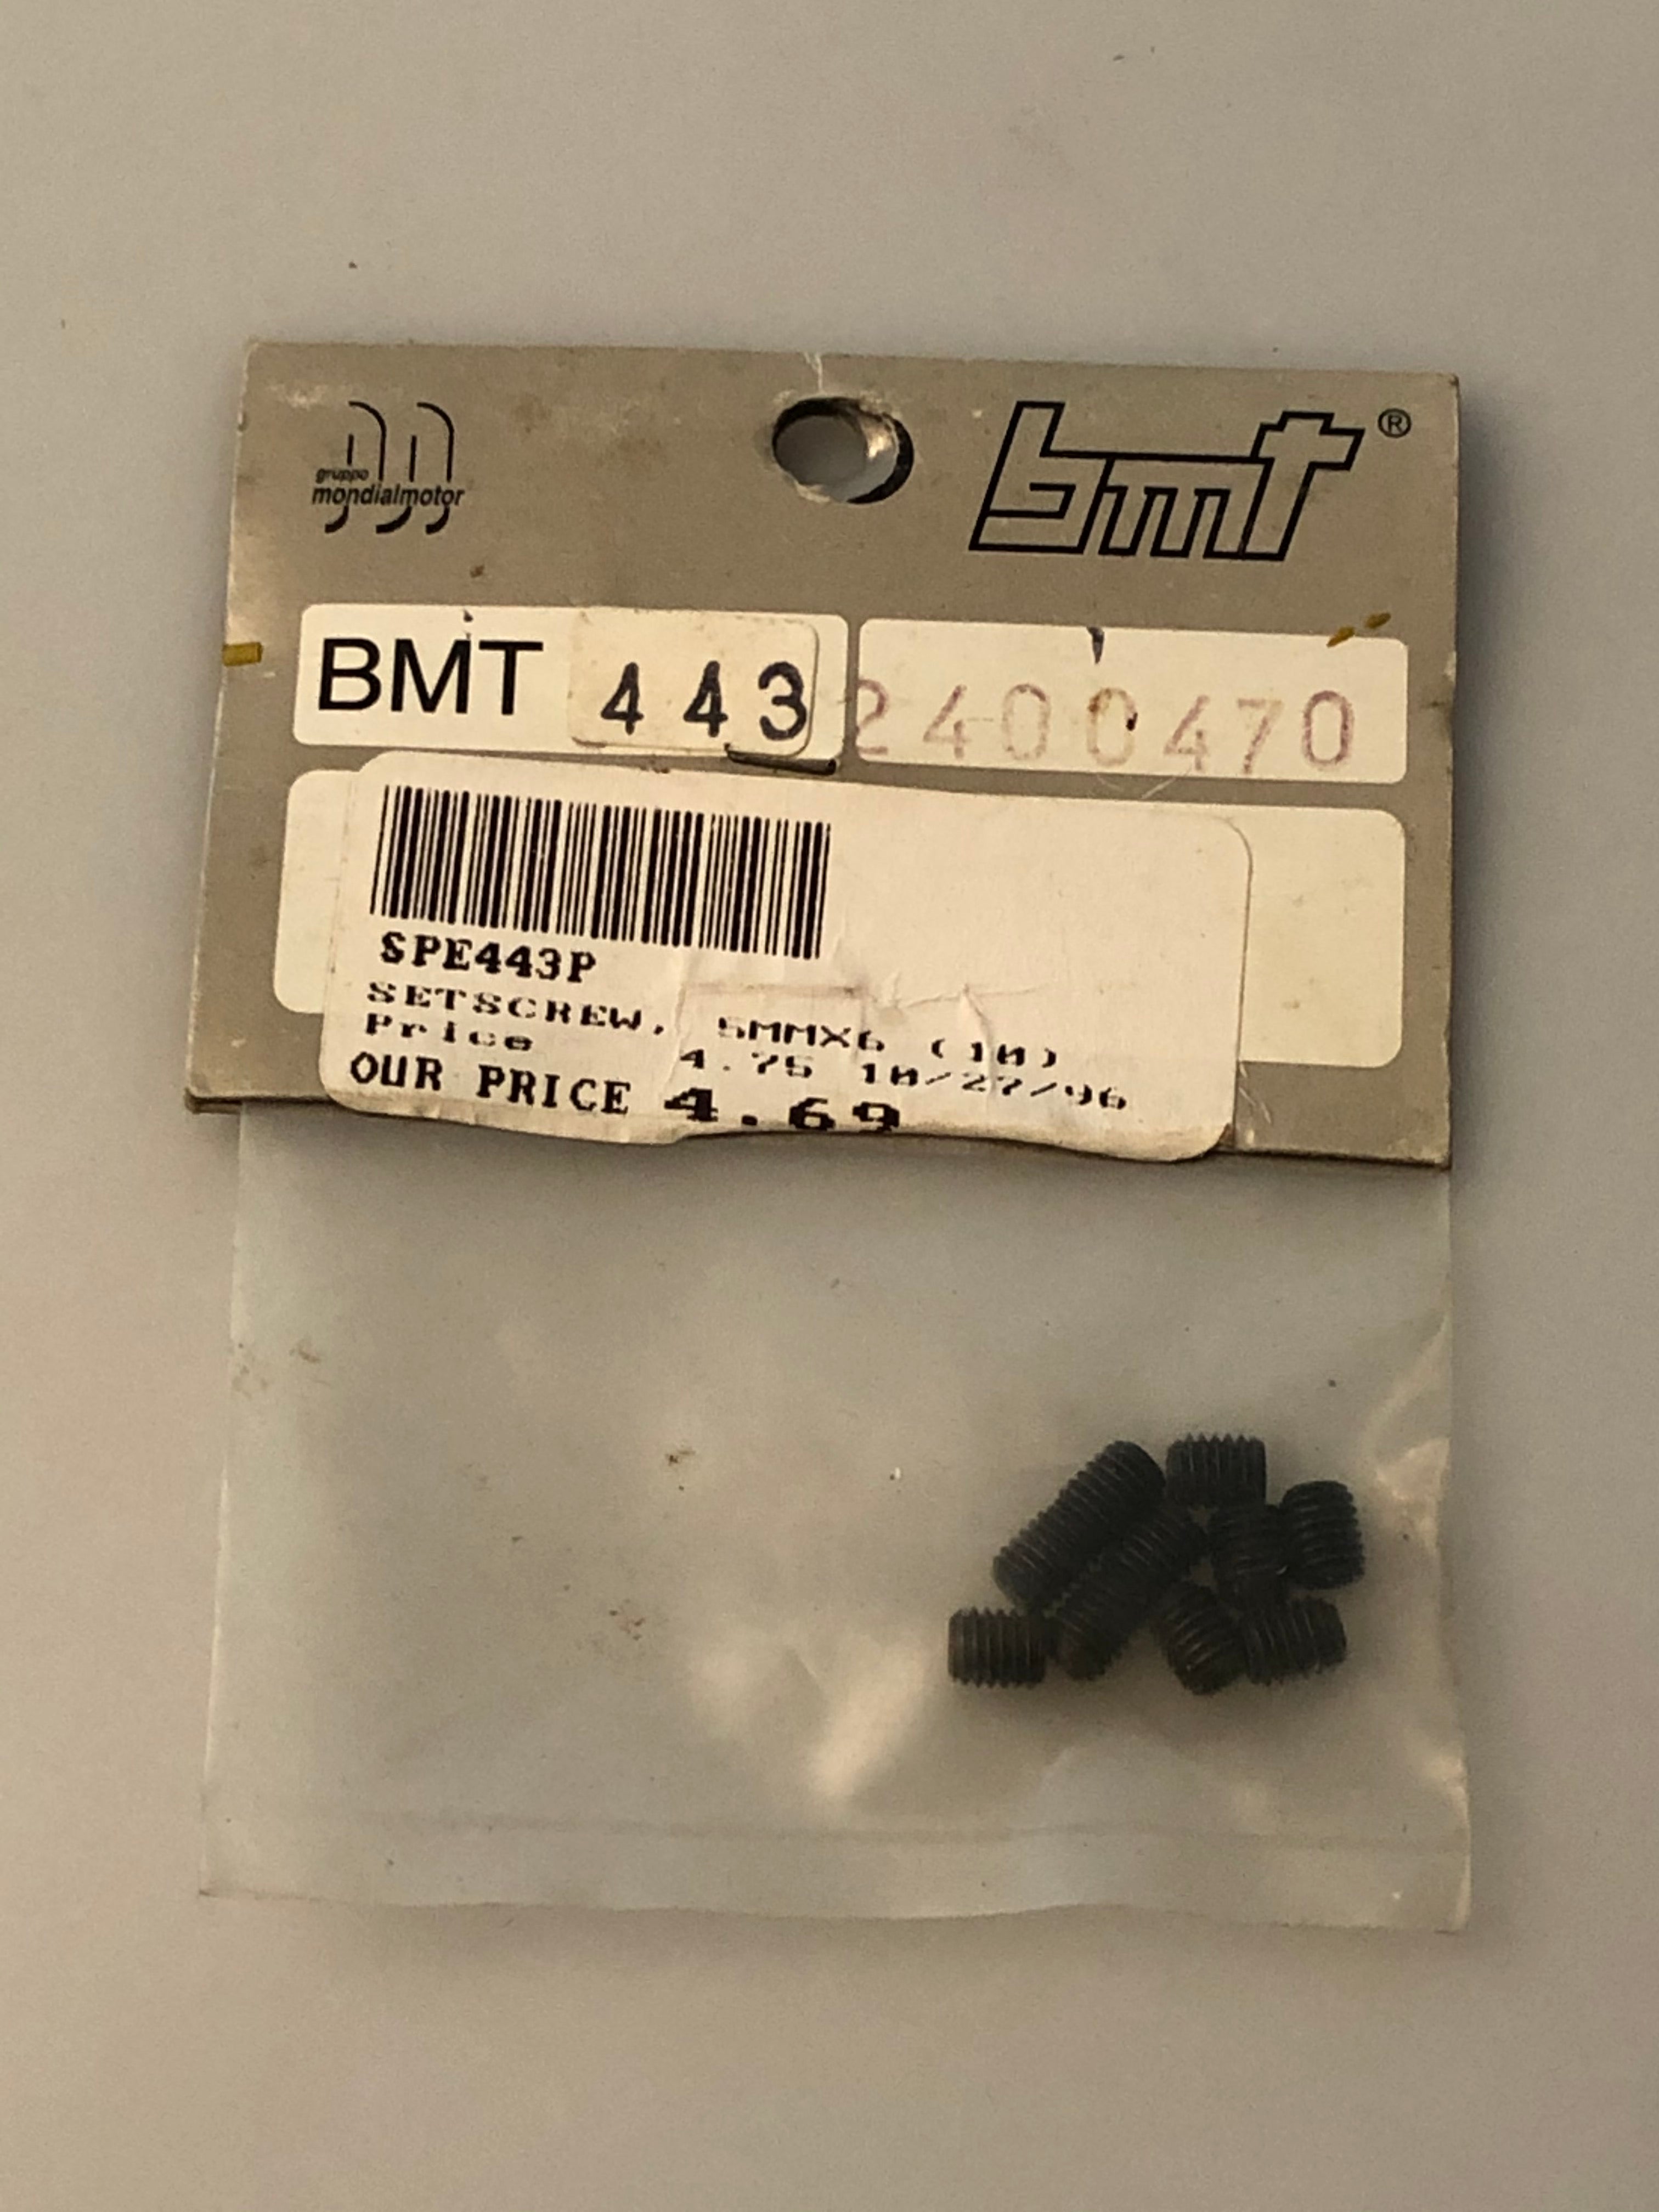 gruppo
mondialmotor
bmt®
BMT 443
2400470
SPE443P
SETSCREW, 5MMX6 (10)
Price 4.75 10/27/96
OUR PRICE 4.69